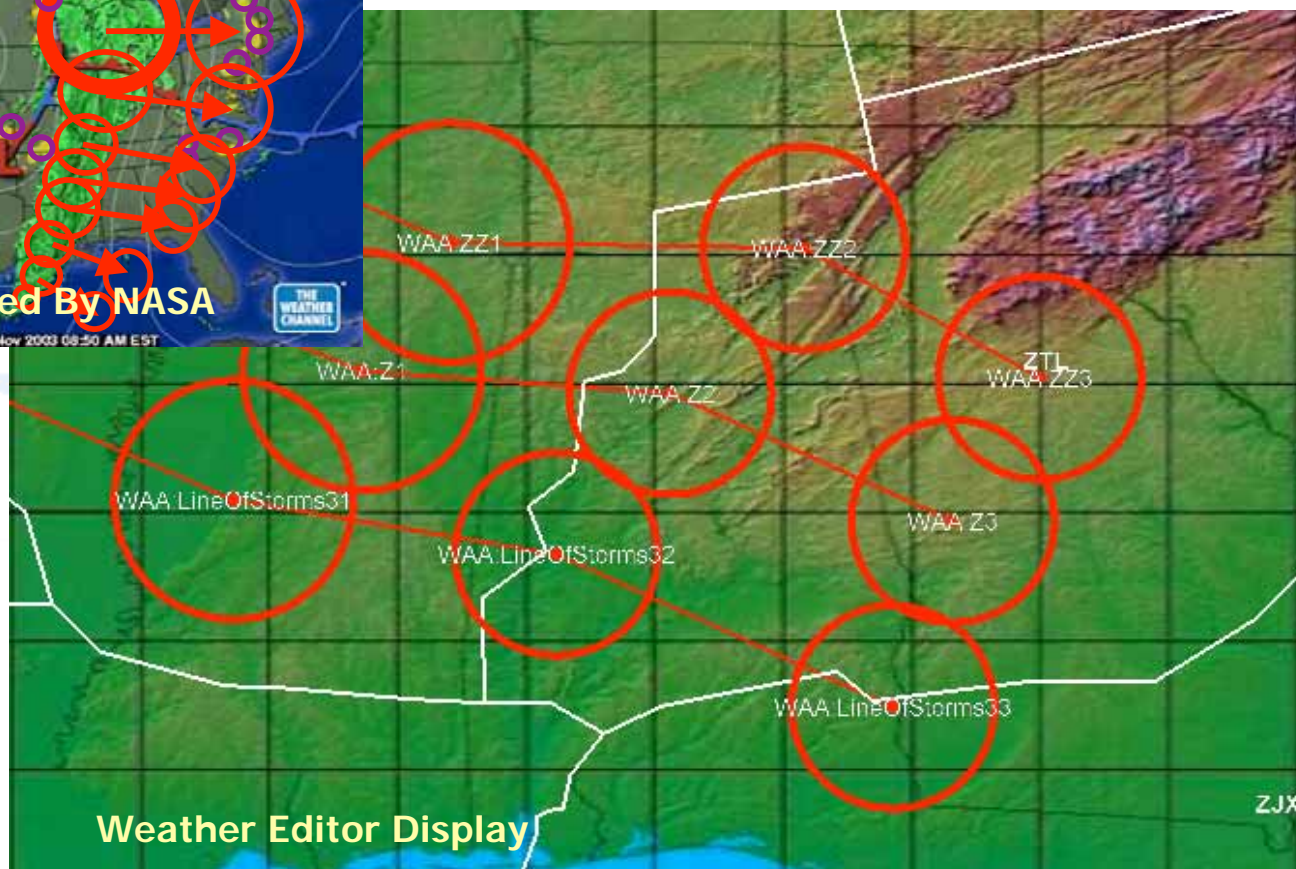 ed By NASA
THE
WEATHER
CHANNEL
Nov 2003 08:50 AM EST
WAA.ZZ1
WAA.ZZ2
ZTL
WAA.ZZ3
WAA.Z1
WAA.Z2
WAA.LineOfStorms31
WAA.Z3
WAA.LineOfStorms32
WAA.LineOfStorms33
ZJX
Weather Editor Display